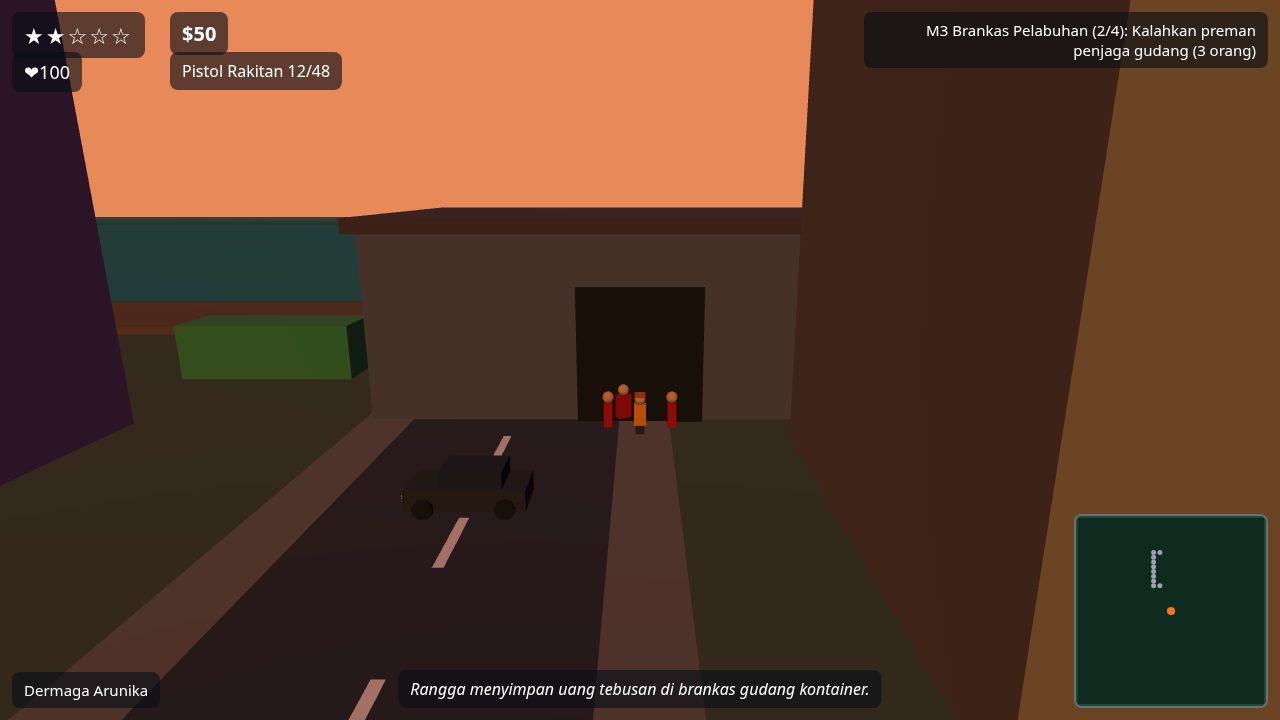 ★★☆☆☆
$50
❤100
Pistol Rakitan 12/48
M3 Brankas Pelabuhan (2/4): Kalahkan preman
penjaga gudang (3 orang)
Dermaga Arunika
Rangga menyimpan uang tebusan di brankas gudang kontainer.